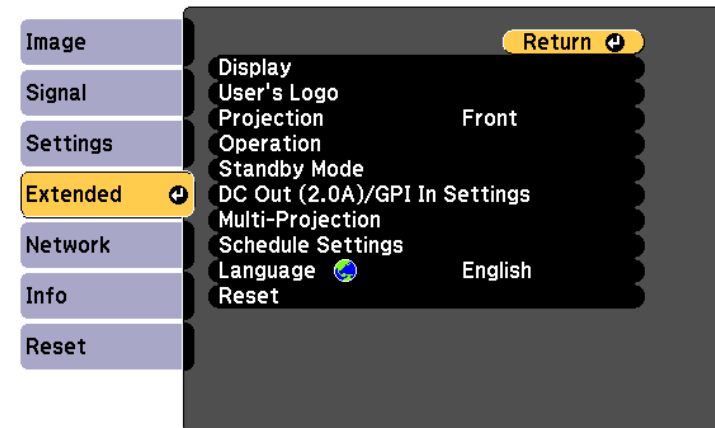 Image
Signal
Settings
Extended
Network
Info
Reset
Return
Display
User's Logo
Projection Front
Operation
Standby Mode
DC Out (2.0A)/GPI In Settings
Multi-Projection
Schedule Settings
Language English
Reset